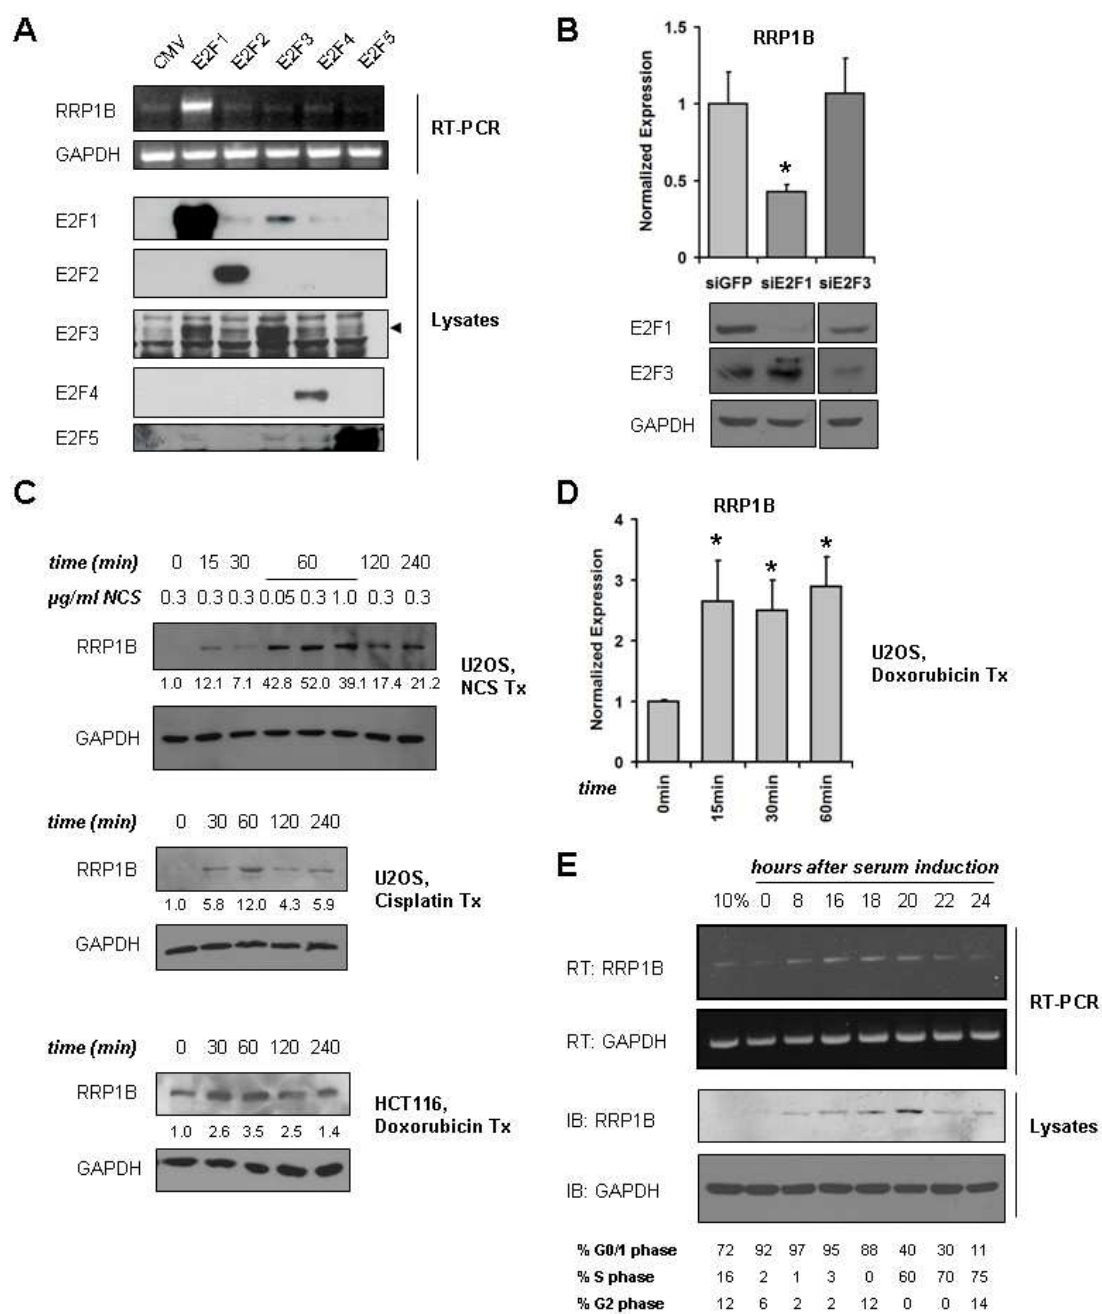 A
CMV E2F1 E2F2 E2F3 E2F4 E2F5
RRP1B
GAPDH
RT-PCR
E2F1
E2F2
E2F3
E2F4
E2F5
Lysates
B
RRP1B
Normalized Expression
1.5
1
*
0.5
0
siGFP siE2F1 siE2F3
E2F1
E2F3
GAPDH
C
time (min) 0 15 30 60 120 240
µg/ml NCS 0.3 0.3 0.3 0.05 0.3 1.0 0.3 0.3
RRP1B
1.0 12.1 7.1 42.8 52.0 39.1 17.4 21.2
GAPDH
U2OS,
NCS Tx
time (min) 0 30 60 120 240
RRP1B
1.0 5.8 12.0 4.3 5.9
GAPDH
U2OS,
Cisplatin Tx
time (min) 0 30 60 120 240
RRP1B
1.0 2.6 3.5 2.5 1.4
GAPDH
HCT116,
Doxorubicin Tx
D
RRP1B
Normalized Expression
4
3
2
1
0
* * *
time 0min 15min 30min 60min
U2OS,
Doxorubicin Tx
E
hours after serum induction
10% 0 8 16 18 20 22 24
RT: RRP1B
RT: GAPDH
RT-PCR
IB: RRP1B
IB: GAPDH
Lysates
% G0/1 phase 72 92 97 95 88 40 30 11
% S phase 16 2 1 3 0 60 70 75
% G2 phase 12 6 2 2 12 0 0 14